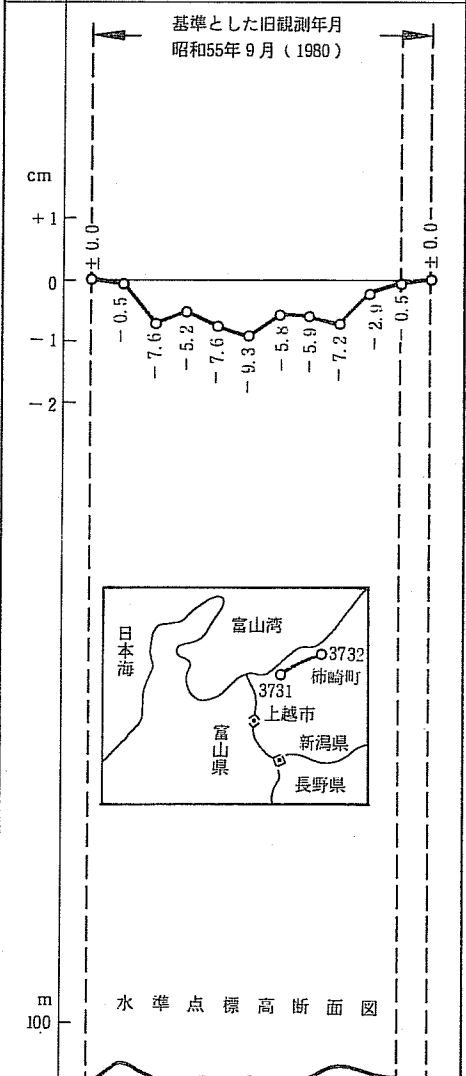 基準とした旧観測年月
昭和55年9月(1980)
cm
+1
0
-1
-2
±0.0
-0.5
-7.6
-5.2
-7.6
-9.3
-5.8
-5.9
-7.2
-2.9
-0.5
±0.0
日本海
富山湾
3732
柿崎町
3731
上越市
富山県
新潟県
長野県
m
水準点標高断面図
100